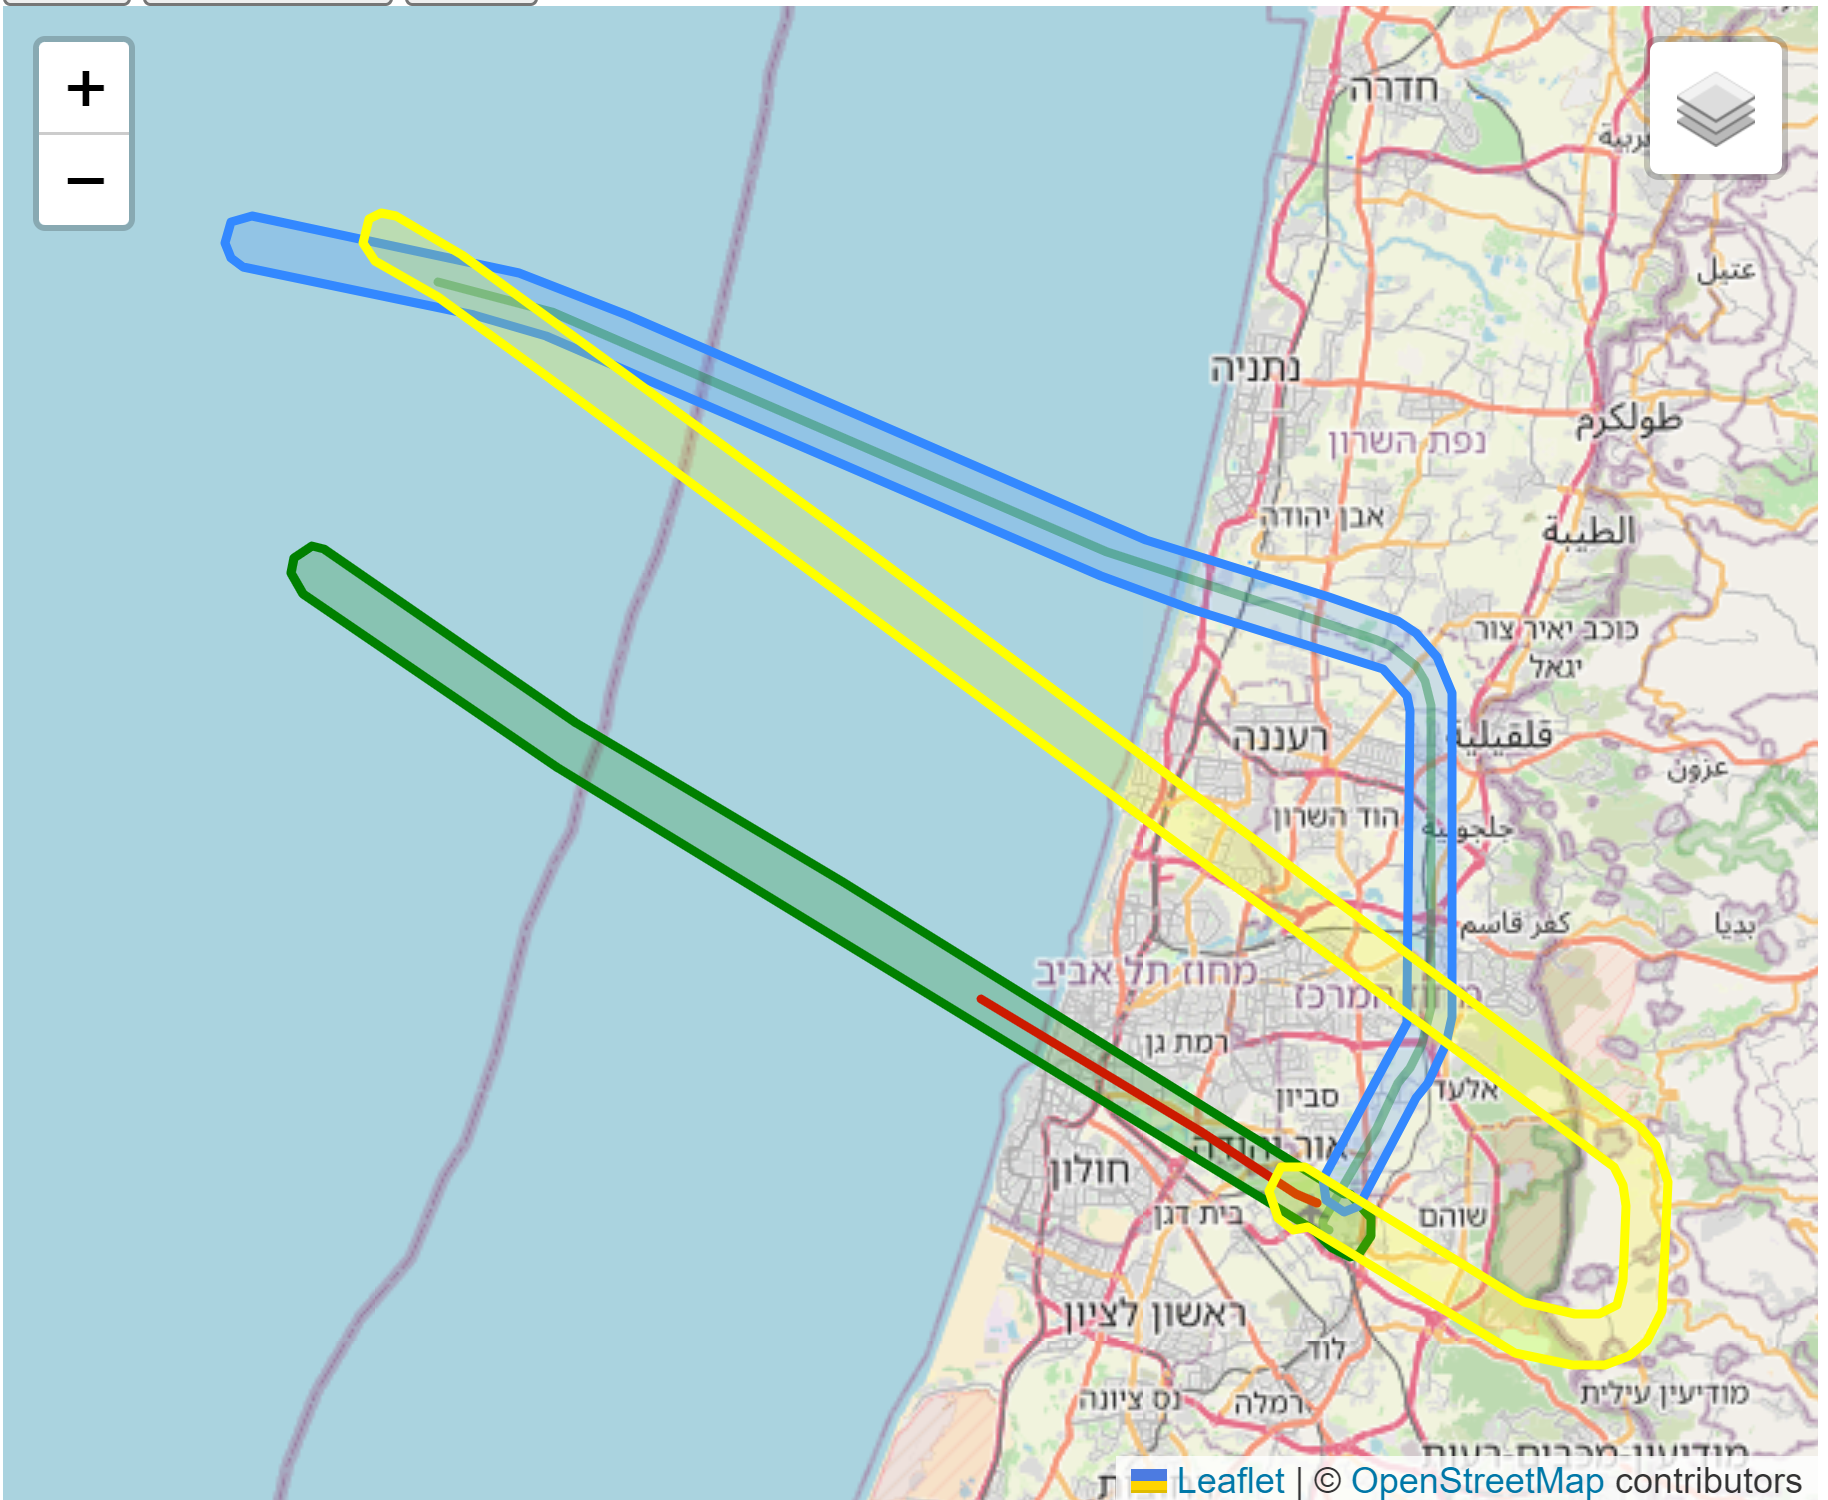 +
−
חדרה
عتيل
נתניה
طولكرم
נפת השרון
אבן יהודה
الطيبة
כוכב יאיר צור
יגאל
רעננה
قلقيلية
عزون
הוד השרון
جلجولية
كفر قاسم
بديا
מחוז תל אביב
מחוז המרכז
רמת גן
סביון
אלעד
אור יהודה
חולון
בית דגן
שוהם
ראשון לציון
לוד
מודיעין עילית
נס ציונה
רמלה
מודיעין-מכבים-רעות
Leaflet | © OpenStreetMap contributors